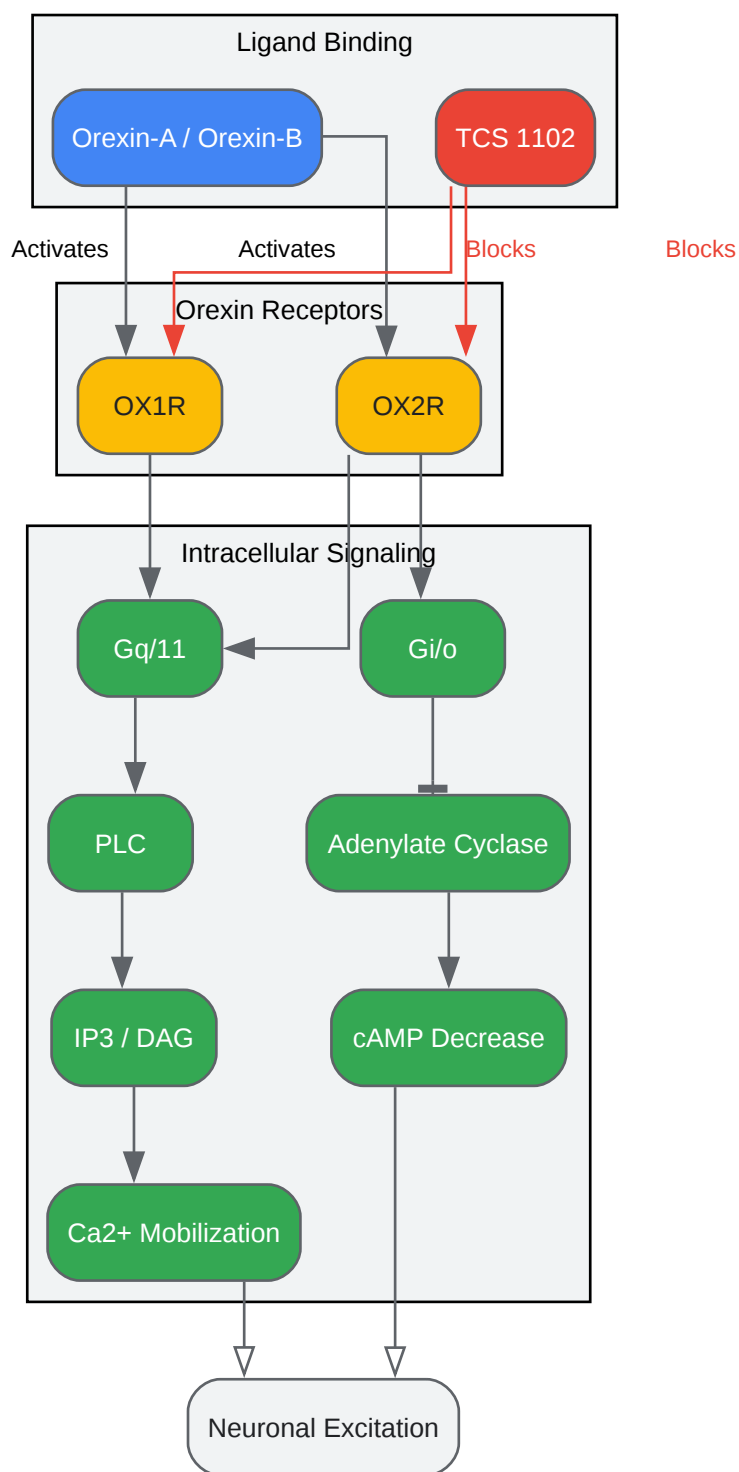 Ligand Binding
Orexin-A / Orexin-B
TCS 1102
Activates
Activates
Blocks
Blocks
Orexin Receptors
OX1R
OX2R
Intracellular Signaling
Gq/11
Gi/o
PLC
Adenylate Cyclase
IP3 / DAG
cAMP Decrease
Ca2+ Mobilization
Neuronal Excitation